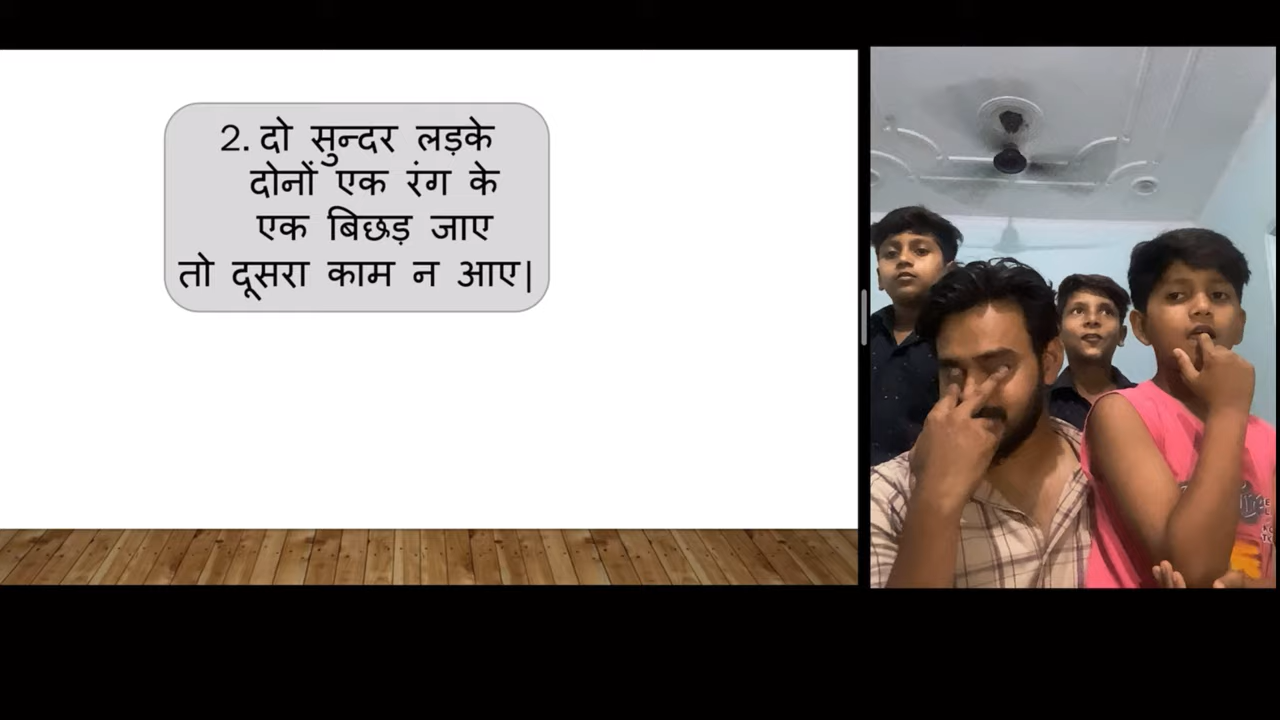 2. दो सुन्दर लड़के
दोनों एक रंग के
एक बिछड़ जाए
तो दूसरा काम न आए|